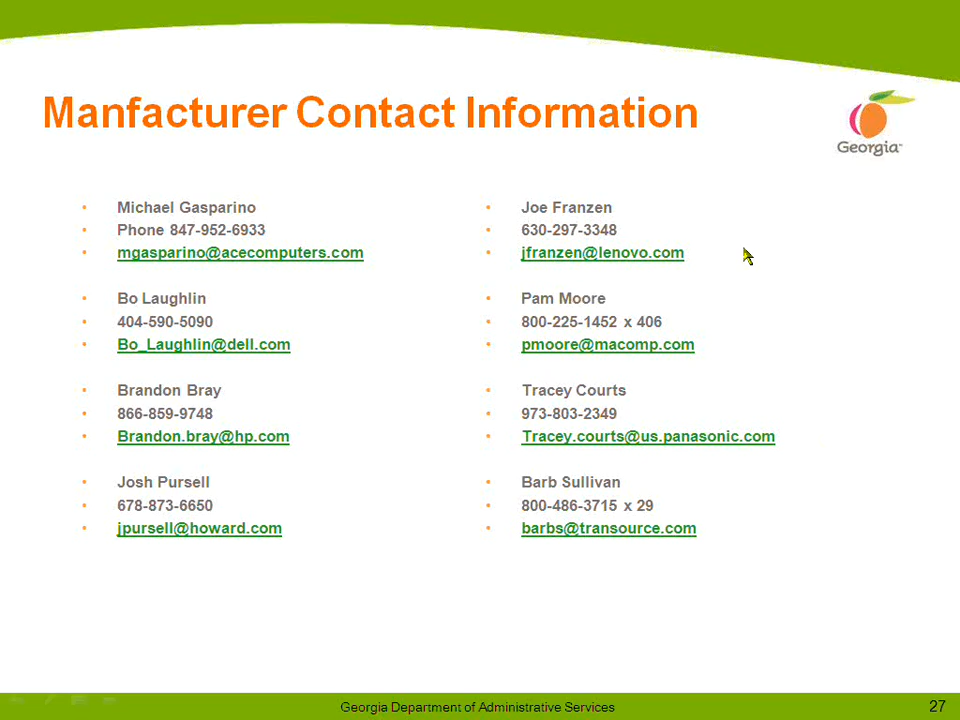 Manfacturer Contact Information
Georgia™
• Michael Gasparino
• Phone 847-952-6933
• mgasparino@acecomputers.com
• Bo Laughlin
• 404-590-5090
• Bo_Laughlin@dell.com
• Brandon Bray
• 866-859-9748
• Brandon.bray@hp.com
• Josh Pursell
• 678-873-6650
• jpursell@howard.com
• Joe Franzen
• 630-297-3348
• jfranzen@lenovo.com
• Pam Moore
• 800-225-1452 x 406
• pmoore@macomp.com
• Tracey Courts
• 973-803-2349
• Tracey.courts@us.panasonic.com
• Barb Sullivan
• 800-486-3715 x 29
• barbs@transource.com
Georgia Department of Administrative Services
27